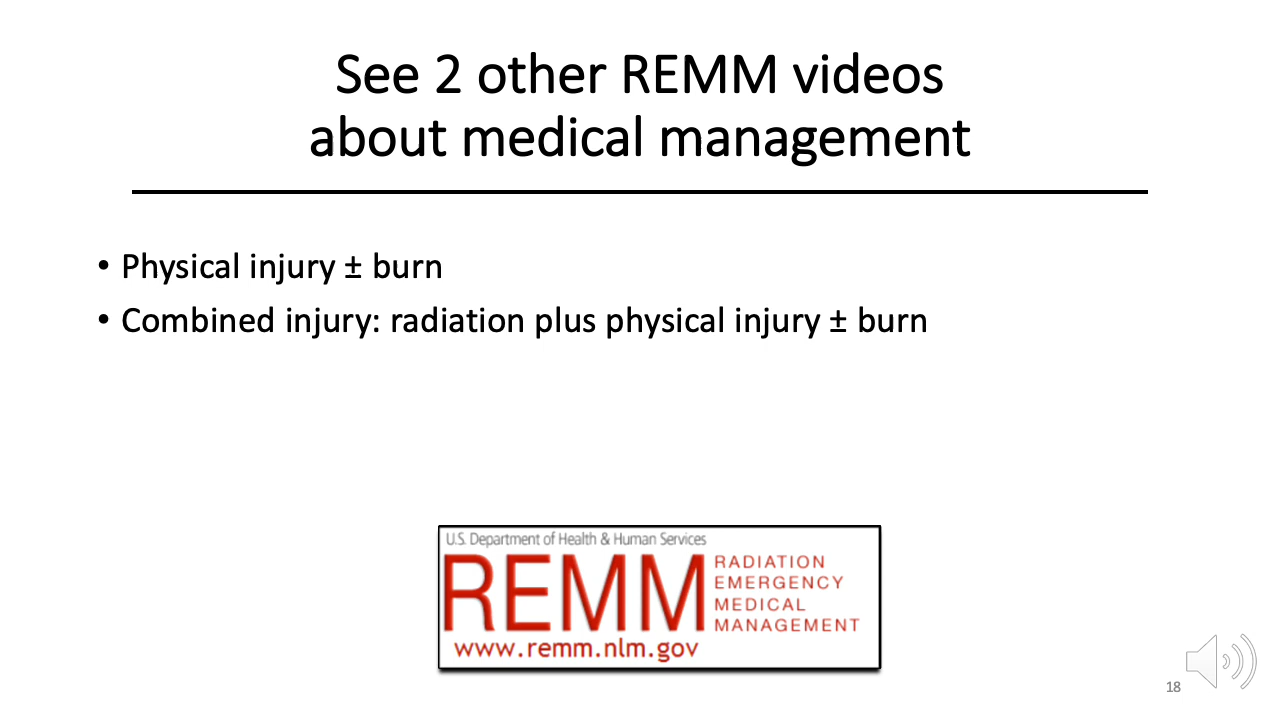 See 2 other REMM videos
about medical management
• Physical injury ± burn
• Combined injury: radiation plus physical injury ± burn
U.S. Department of Health & Human Services
REMM
RADIATION
EMERGENCY
MEDICAL
MANAGEMENT
www.remm.nlm.gov
18